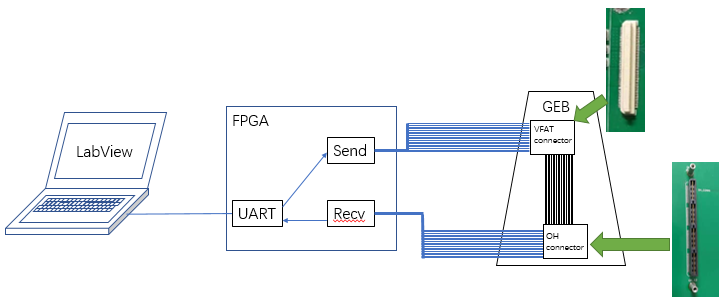 LabView
FPGA
Send
UART
Recv
GEB
VFAT
connector
OH
connector